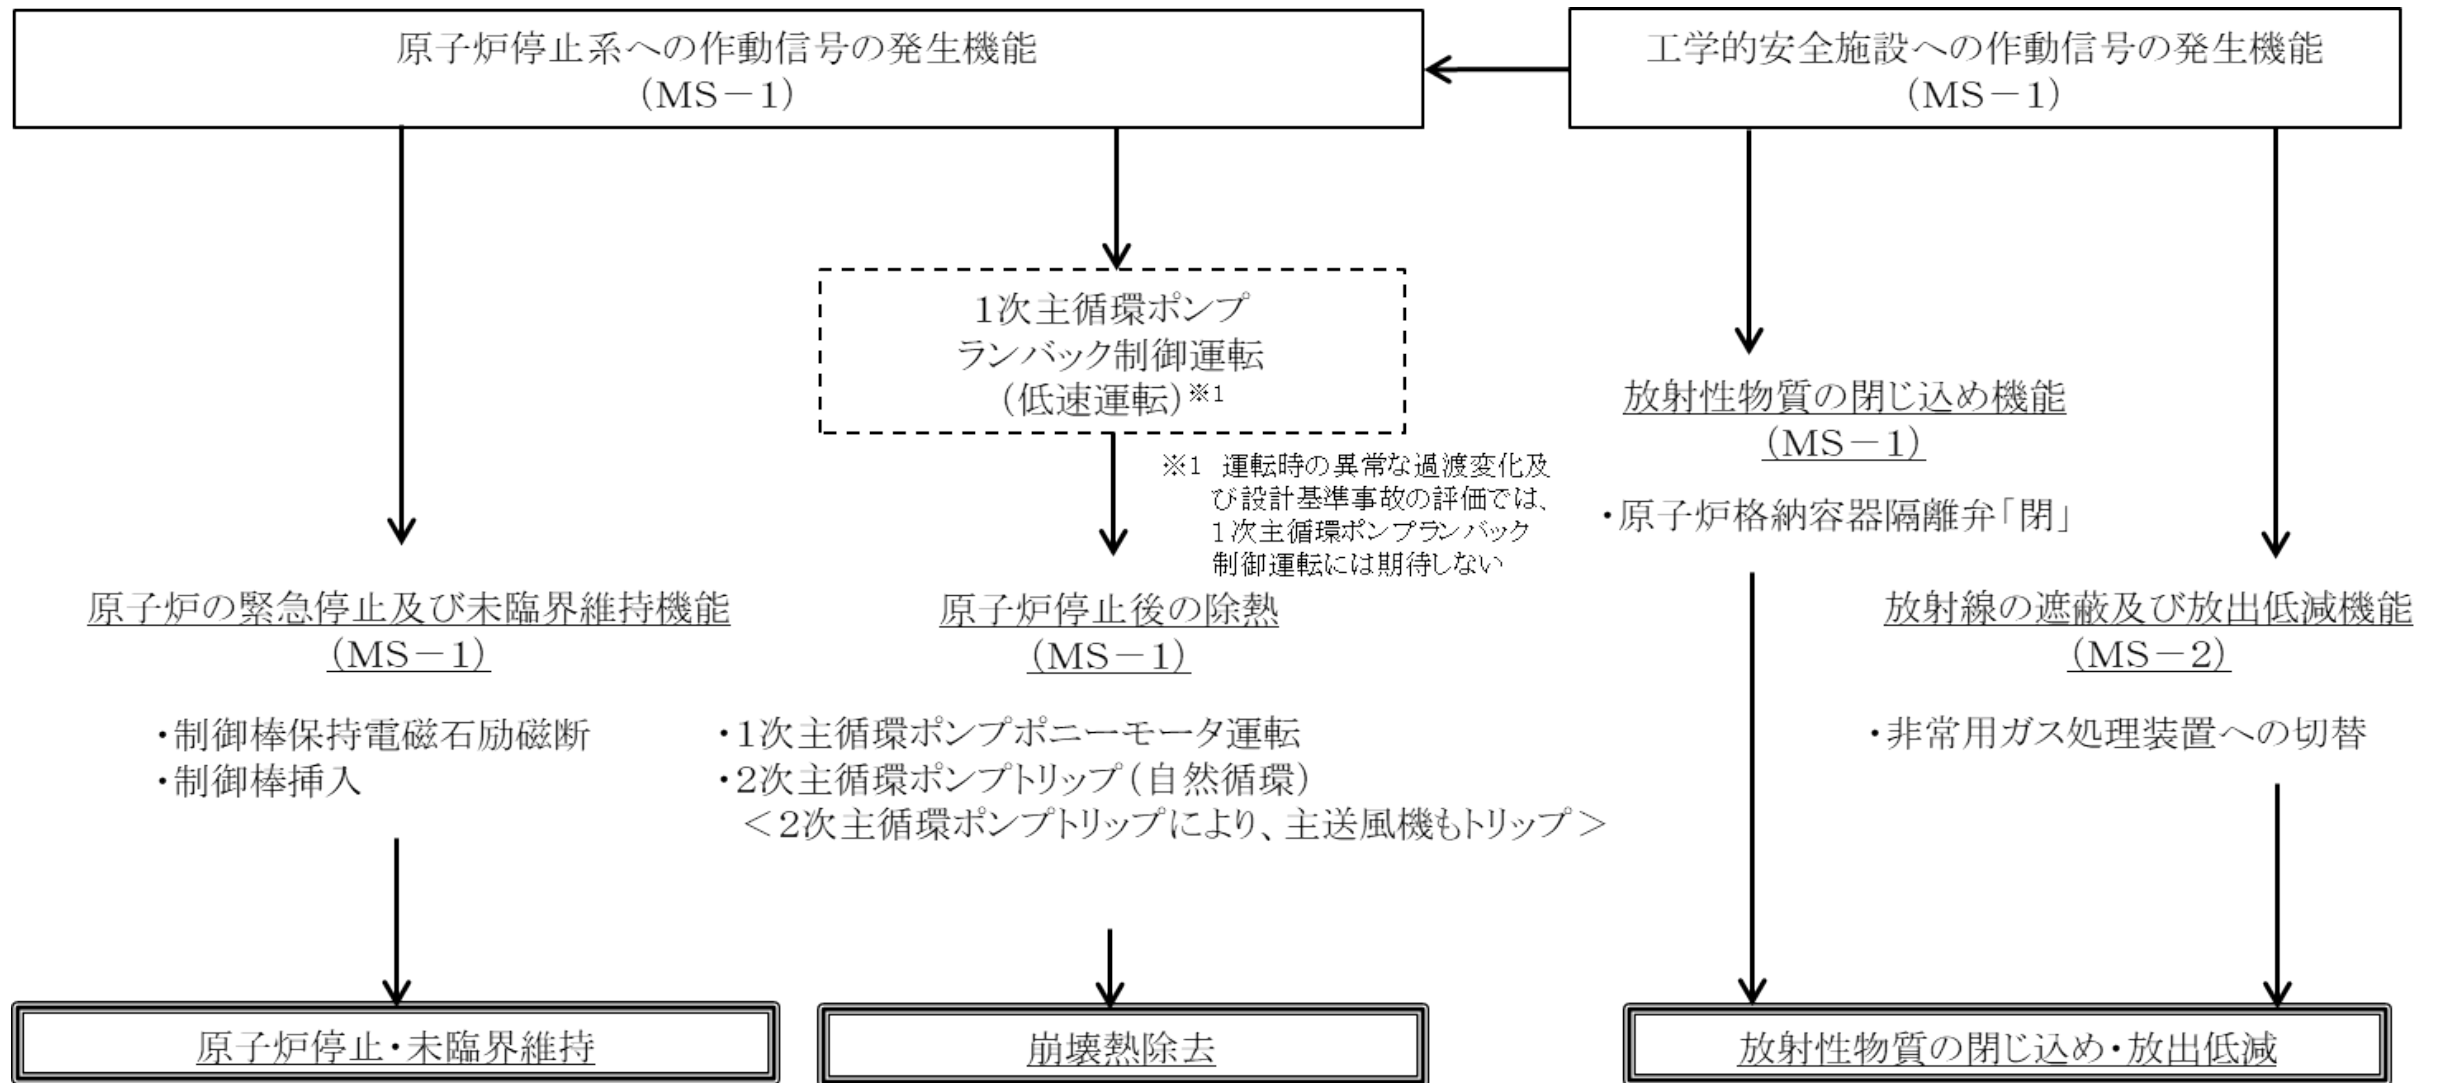 原子炉停止系への作動信号の発生機能
(MS－1)
工学的安全施設への作動信号の発生機能
(MS－1)
1次主循環ポンプ
ランバック制御運転
(低速運転)※1
※1 運転時の異常な過渡変化及
び設計基準事故の評価では、
1次主循環ポンプランバック
制御運転には期待しない
放射性物質の閉じ込め機能
(MS－1)
・原子炉格納容器隔離弁「閉」
原子炉の緊急停止及び未臨界維持機能
(MS－1)
・制御棒保持電磁石励磁断
・制御棒挿入
原子炉停止後の除熱
(MS－1)
・1次主循環ポンプポニーモータ運転
・2次主循環ポンプトリップ(自然循環)
＜2次主循環ポンプトリップにより、主送風機もトリップ＞
放射線の遮蔽及び放出低減機能
(MS－2)
・非常用ガス処理装置への切替
原子炉停止・未臨界維持
崩壊熱除去
放射性物質の閉じ込め・放出低減